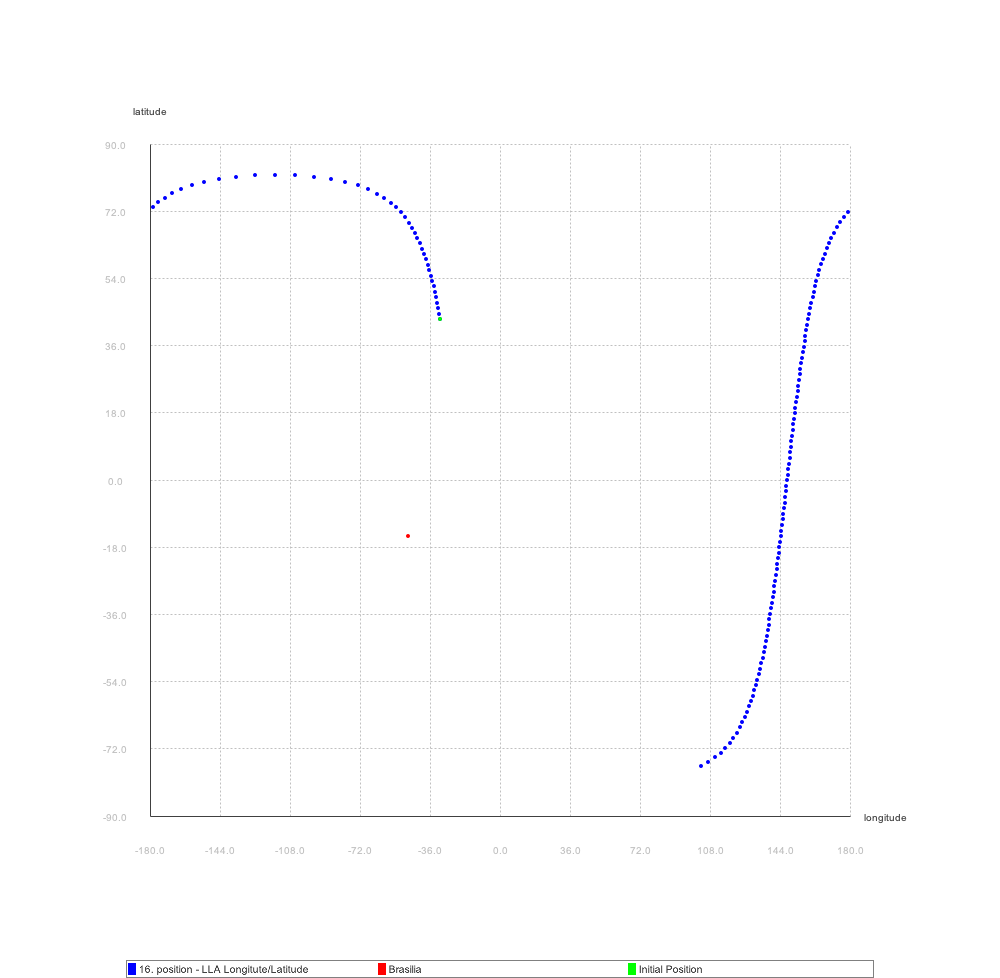 latitude
90.0
72.0
54.0
36.0
18.0
0.0
-18.0
-36.0
-54.0
-72.0
-90.0
longitude
-180.0 -144.0 -108.0 -72.0 -36.0 0.0 36.0 72.0 108.0 144.0 180.0
16. position - LLA Longitute/Latitude Brasilia Initial Position